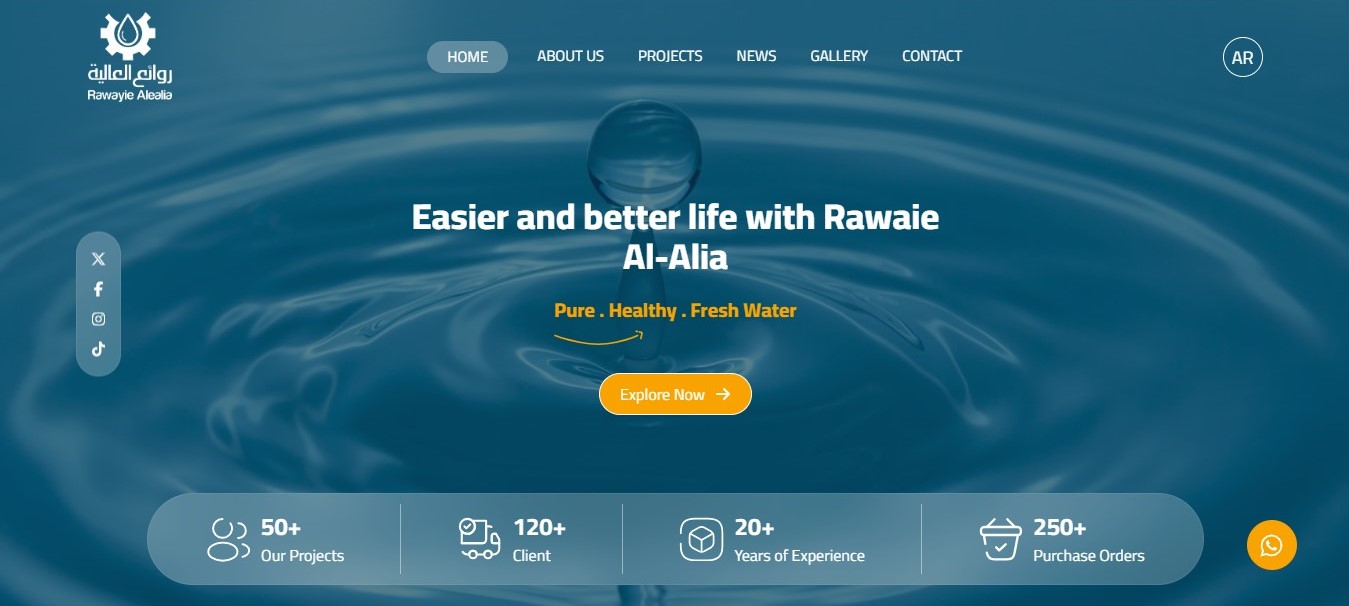 روائع العالية
Rawayie Alealia
HOME
ABOUT US
PROJECTS
NEWS
GALLERY
CONTACT
AR
Easier and better life with Rawaie
Al-Alia
Pure . Healthy . Fresh Water
Explore Now
50+
Our Projects
120+
Client
20+
Years of Experience
250+
Purchase Orders